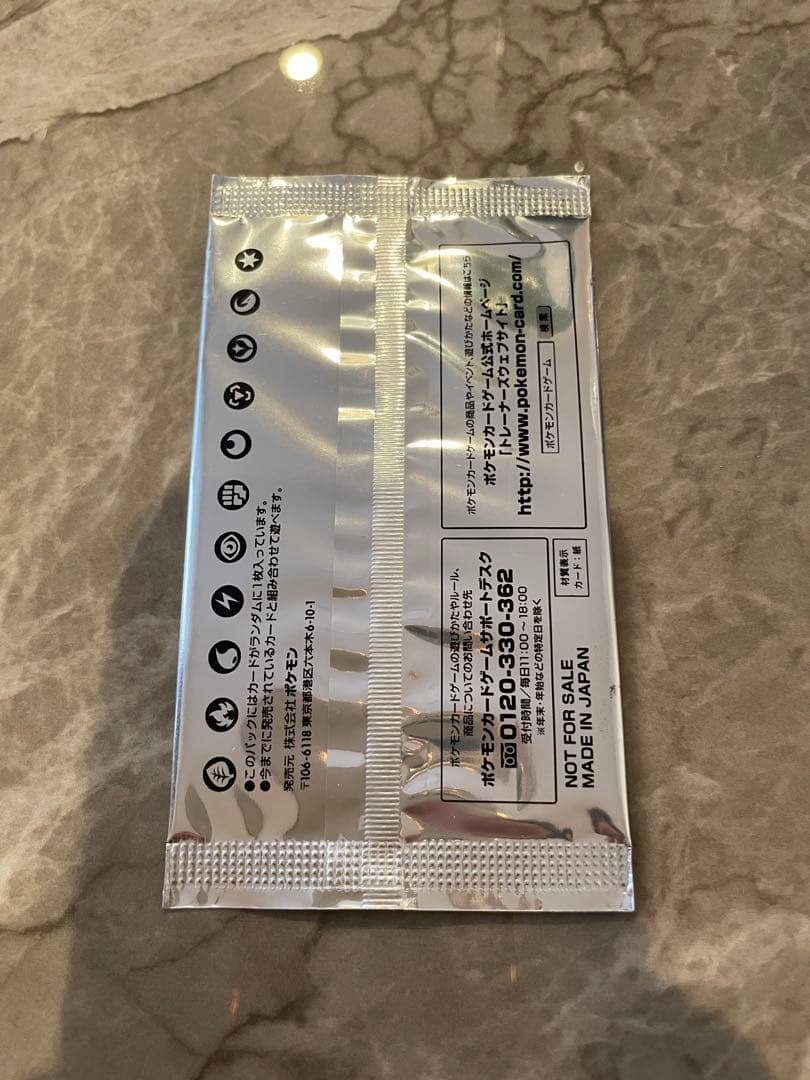 ●このパックにはカードがランダムに1枚入っています。
●今までに発売されているカードと組み合わせて遊べます。
発売元 株式会社 ポケモン
〒106-6118 東京都港区六本木6-10-1
ポケモンカードゲームの遊びかたやルール、
商品についてのお問い合わせ先
ポケモンカードゲームサポートデスク
0120-330-362
受付時間/毎日11:00~18:00
※年末・年始などの特定日を除く
NOT FOR SALE
MADE IN JAPAN
材質表示
カード:紙
ポケモンカードゲームの商品やイベント、遊びかたなどの情報はこちら
ポケモンカードゲーム公式ホームページ
「トレーナーズウェブサイト」
http://www.pokemon-card.com/
ポケモンカードゲーム 検索